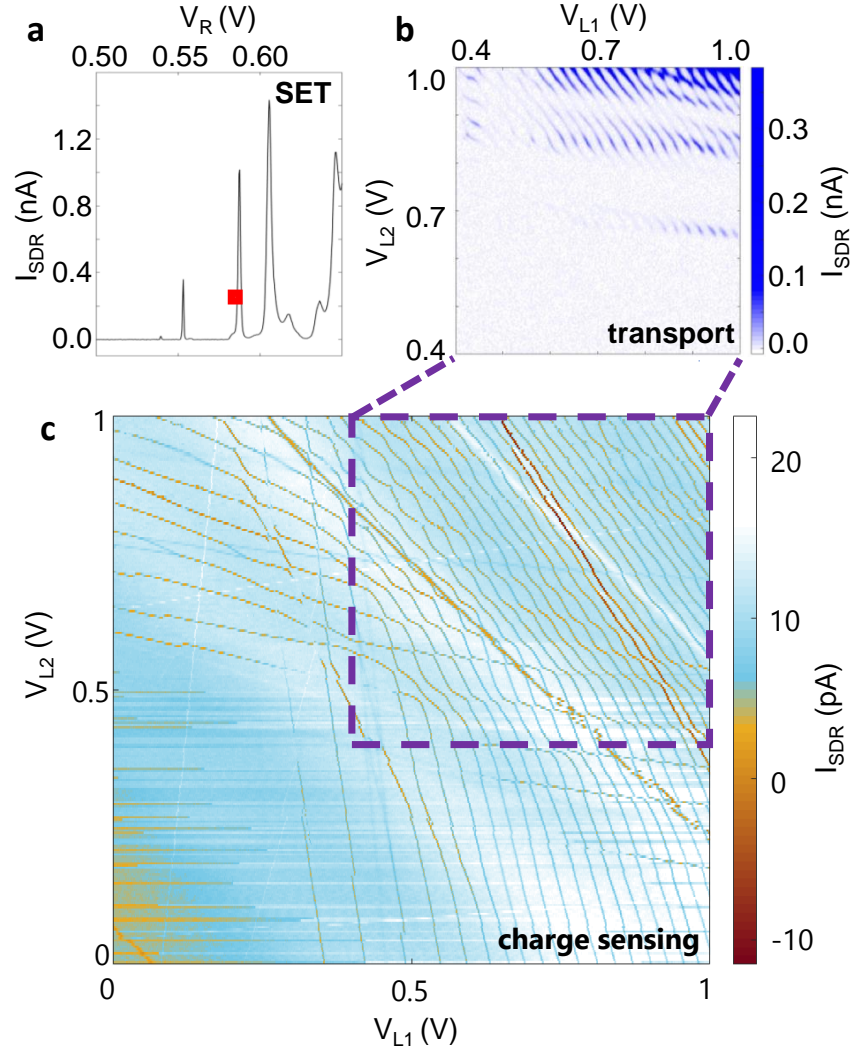 a
V_R (V)
0.50 0.55 0.60
SET
I_SDR (nA)
1.2
0.8
0.4
0.0
b
V_L1 (V)
0.4 0.7 1.0
V_L2 (V)
1.0
0.7
0.4
transport
0.3
0.2
0.1
0.0
I_SDR (nA)
c
V_L2 (V)
1
0.5
0
charge sensing
0 0.5 1
V_L1 (V)
20
10
0
-10
I_SDR (pA)